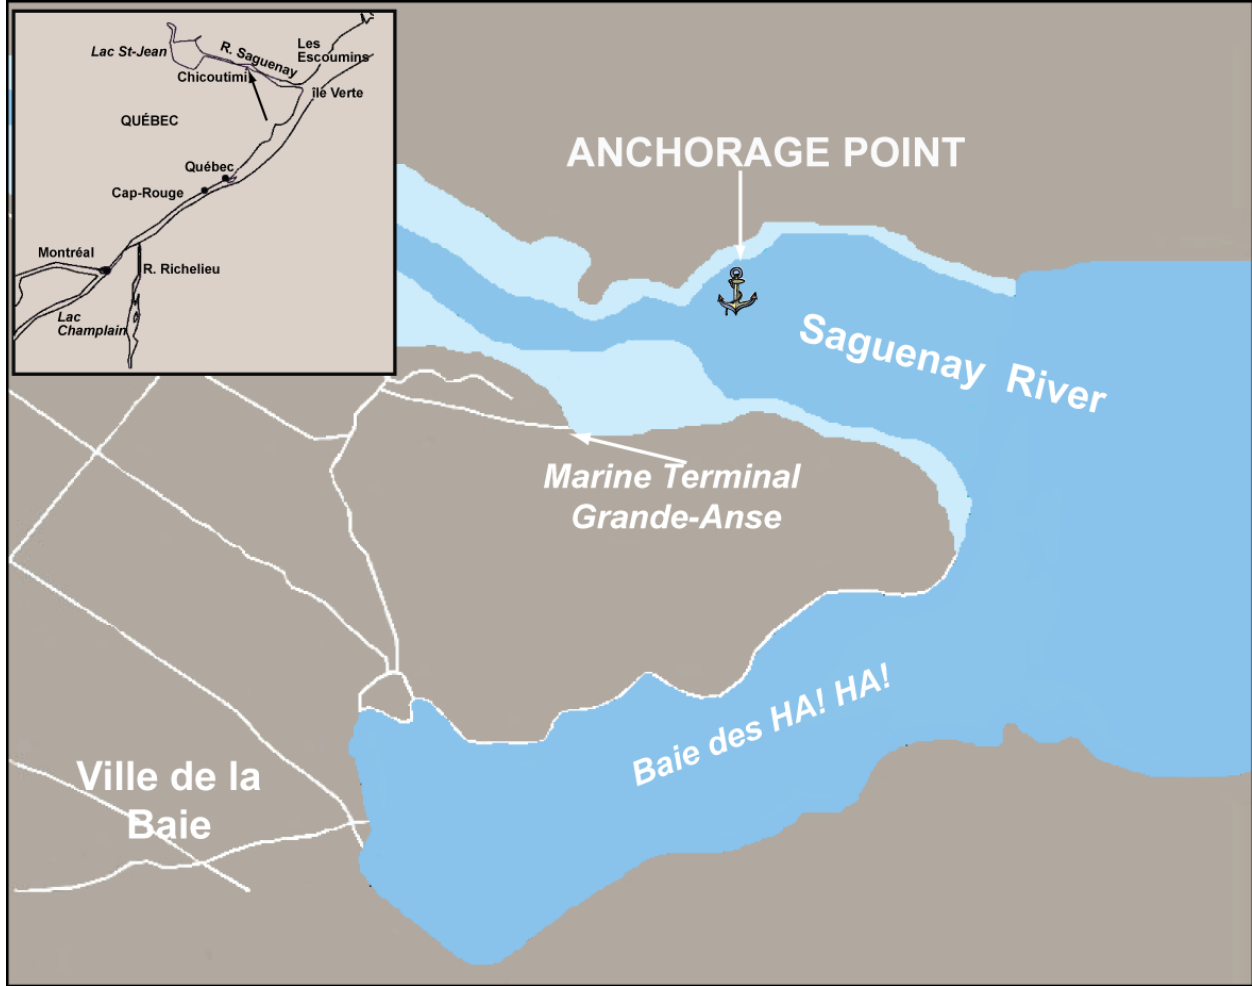 Lac St-Jean
R. Saguenay
Les
Escoumins
Chicoutimi
île Verte
QUÉBEC
Québec
Cap-Rouge
Montréal
R. Richelieu
Lac
Champlain
ANCHORAGE POINT
Saguenay River
Marine Terminal
Grande-Anse
Baie des HA! HA!
Ville de la
Baie